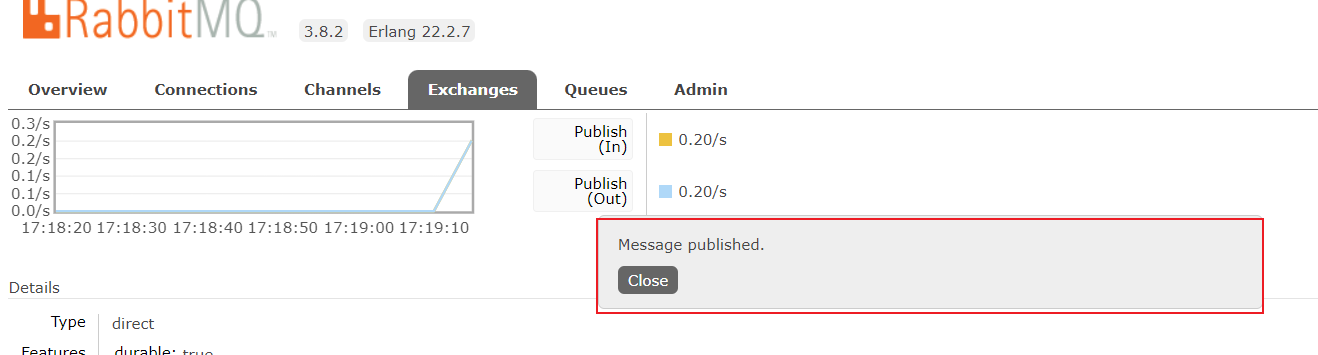 RabbitMQ TM 3.8.2 Erlang 22.2.7
Overview Connections Channels Exchanges Queues Admin
0.3/s
0.2/s
0.2/s
0.1/s
0.1/s
0.0/s
17:18:20 17:18:30 17:18:40 17:18:50 17:19:00 17:19:10
Publish
(In)
0.20/s
Publish
(Out)
0.20/s
Message published.
Close
Details
Type direct
Features durable: true